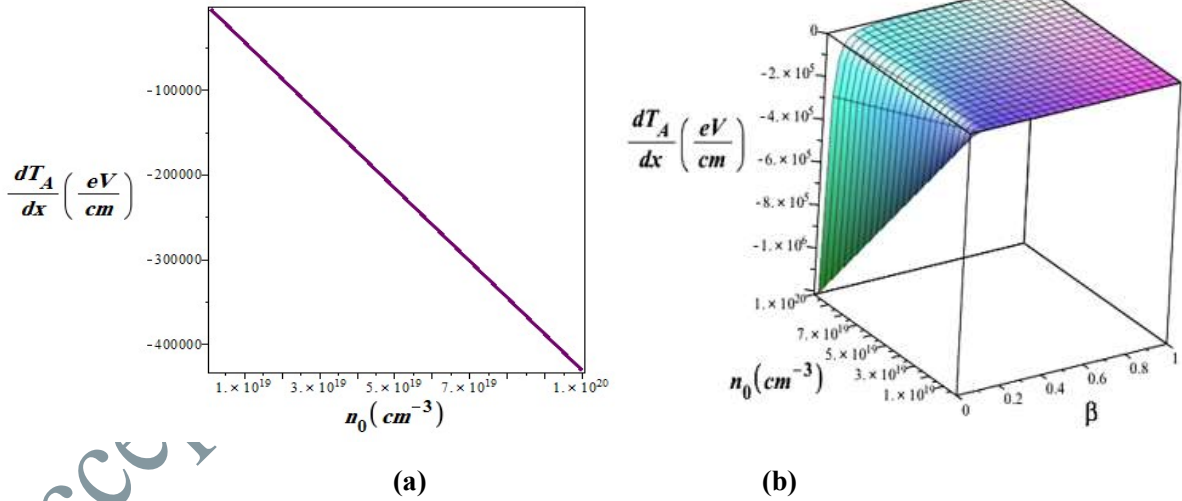 -100000
-200000
-300000
-400000
dT_A/dx (eV/cm)
1.×10^19 3.×10^19 5.×10^19 7.×10^19 1.×10^20
n_0(cm^-3)
(a)
0
-2.×10^5
-4.×10^5
-6.×10^5
-8.×10^5
-1.×10^6
dT_A/dx (eV/cm)
1.×10^20
7.×10^19
5.×10^19
3.×10^19
1.×10^19
n_0(cm^-3)
0 0.2 0.4 0.6 0.8 1
β
(b)